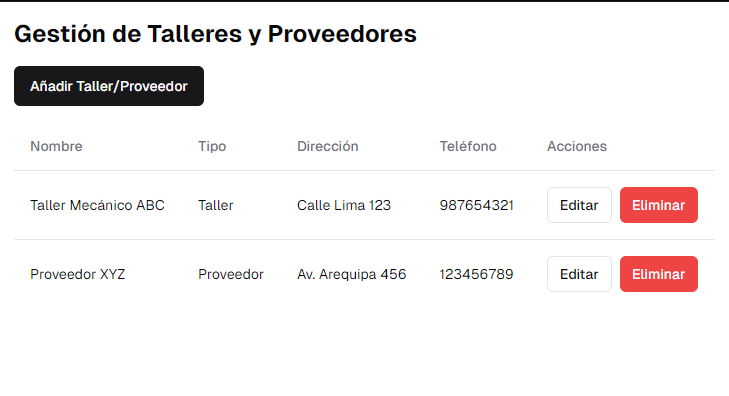 Gestión de Talleres y Proveedores
Añadir Taller/Proveedor
Nombre Tipo Dirección Teléfono Acciones
Taller Mecánico ABC Taller Calle Lima 123 987654321 Editar Eliminar
Proveedor XYZ Proveedor Av. Arequipa 456 123456789 Editar Eliminar